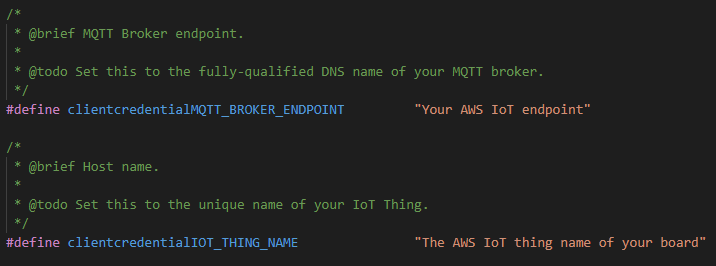 /*
 * @brief MQTT Broker endpoint.
 *
 * @todo Set this to the fully-qualified DNS name of your MQTT broker.
 */
#define clientcredentialMQTT_BROKER_ENDPOINT         "Your AWS IoT endpoint"

/*
 * @brief Host name.
 *
 * @todo Set this to the unique name of your IoT Thing.
 */
#define clientcredentialIOT_THING_NAME               "The AWS IoT thing name of your board"